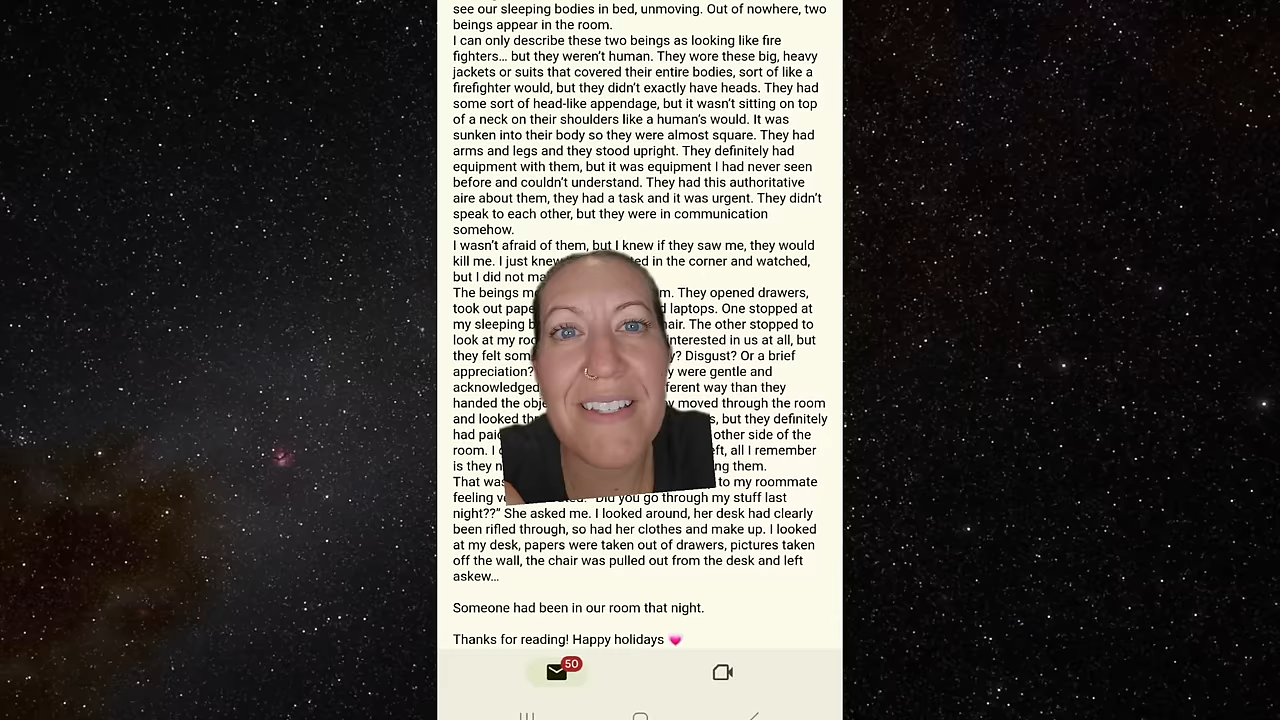 see our sleeping bodies in bed, unmoving. Out of nowhere, two
beings appear in the room.
I can only describe these two beings as looking like fire
fighters… but they weren't human. They wore these big, heavy
jackets or suits that covered their entire bodies, sort of like a
firefighter would, but they didn't exactly have heads. They had
some sort of head-like appendage, but it wasn't sitting on top
of a neck on their shoulders like a human's would. It was
sunken into their body so they were almost square. They had
arms and legs and they stood upright. They definitely had
equipment with them, but it was equipment I had never seen
before and couldn't understand. They had this authoritative
aire about them, they had a task and it was urgent. They didn't
speak to each other, but they were in communication
somehow.
I wasn't afraid of them, but I knew if they saw me, they would
kill me. I just knew in the corner and watched,
but I did not
The beings They opened drawers,
took out laptops. One stopped at
my sleeping The other stopped to
look at my interested in us at all, but
they felt Disgust? Or a brief
appreciation? were gentle and
acknowledged way than they
handed the moved through the room
and looked but they definitely
had other side of the
room. I all I remember
is they them.
That was to my roommate
feeling "Did you go through my stuff last
night??" She asked me. I looked around, her desk had clearly
been rifled through, so had her clothes and make up. I looked
at my desk, papers were taken out of drawers, pictures taken
off the wall, the chair was pulled out from the desk and left
askew…
Someone had been in our room that night.
Thanks for reading! Happy holidays 💗
50